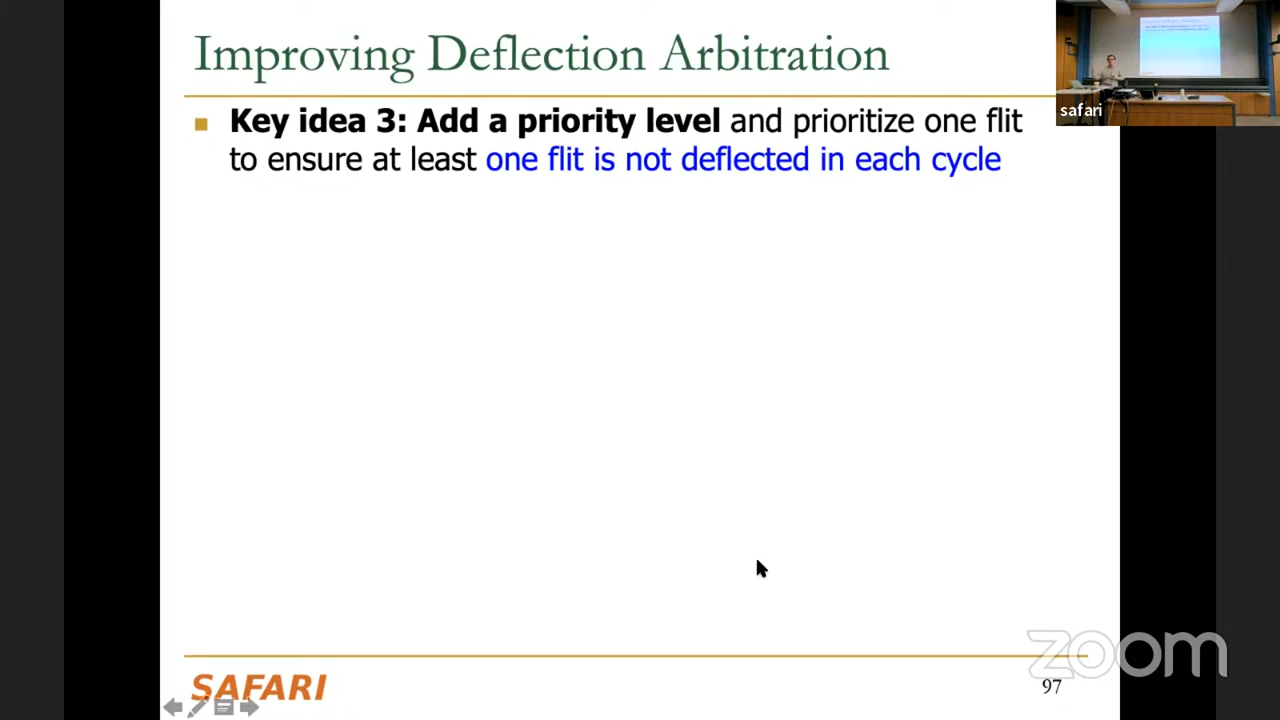 Improving Deflection Arbitration
Key idea 3: Add a priority level and prioritize one flit
to ensure at least one flit is not deflected in each cycle
safari
zoom
SAFARI
97